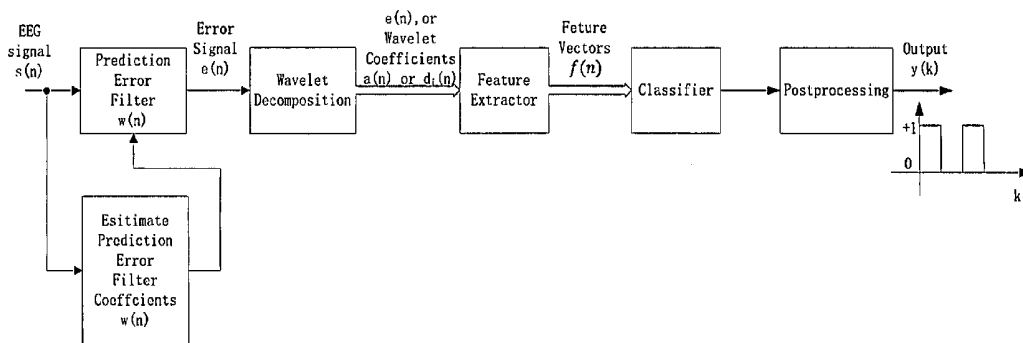 EEG
signal
s(n)
Prediction
Error
Filter
w(n)
Error
Signal
e(n)
Wavelet
Decomposition
e(n), or
Wavelet
Coefficients
a(n) or di(n)
Feature
Extractor
Feture
Vectors
f(n)
Classifier
Postprocessing
Output
y(k)
+1
0
k
Esitimate
Prediction
Error
Filter
Coeffcients
w(n)